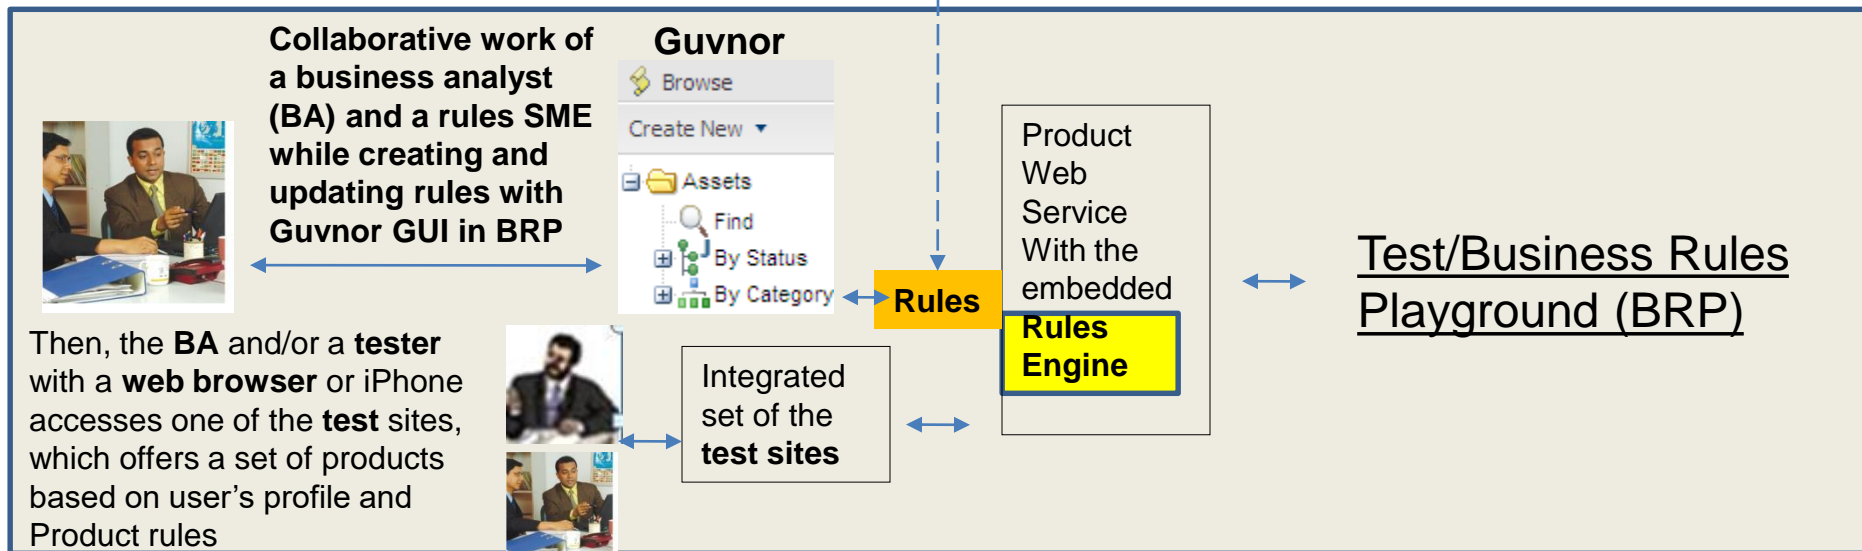 Collaborative work of
a business analyst
(BA) and a rules SME
while creating and
updating rules with
Guvnor GUI in BRP
Guvnor
Browse
Create New
Assets
Find
By Status
By Category
Rules
Product
Web
Service
With the
embedded
Rules
Engine
Test/Business Rules
Playground (BRP)
Then, the BA and/or a tester
with a web browser or iPhone
accesses one of the test sites,
which offers a set of products
based on user's profile and
Product rules
Integrated
set of the
test sites